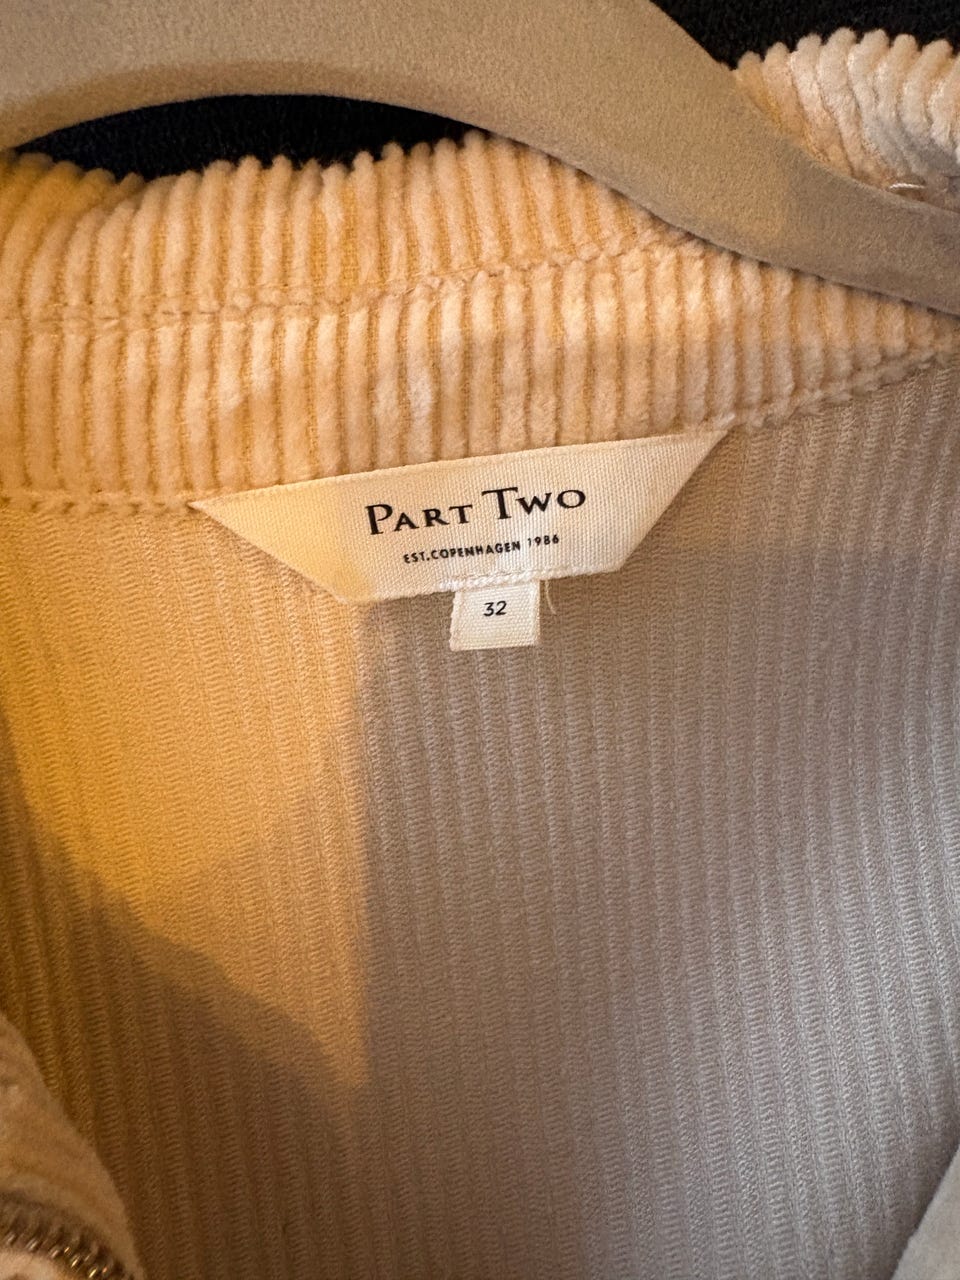 PART TWO
EST.COPENHAGEN 1986
32